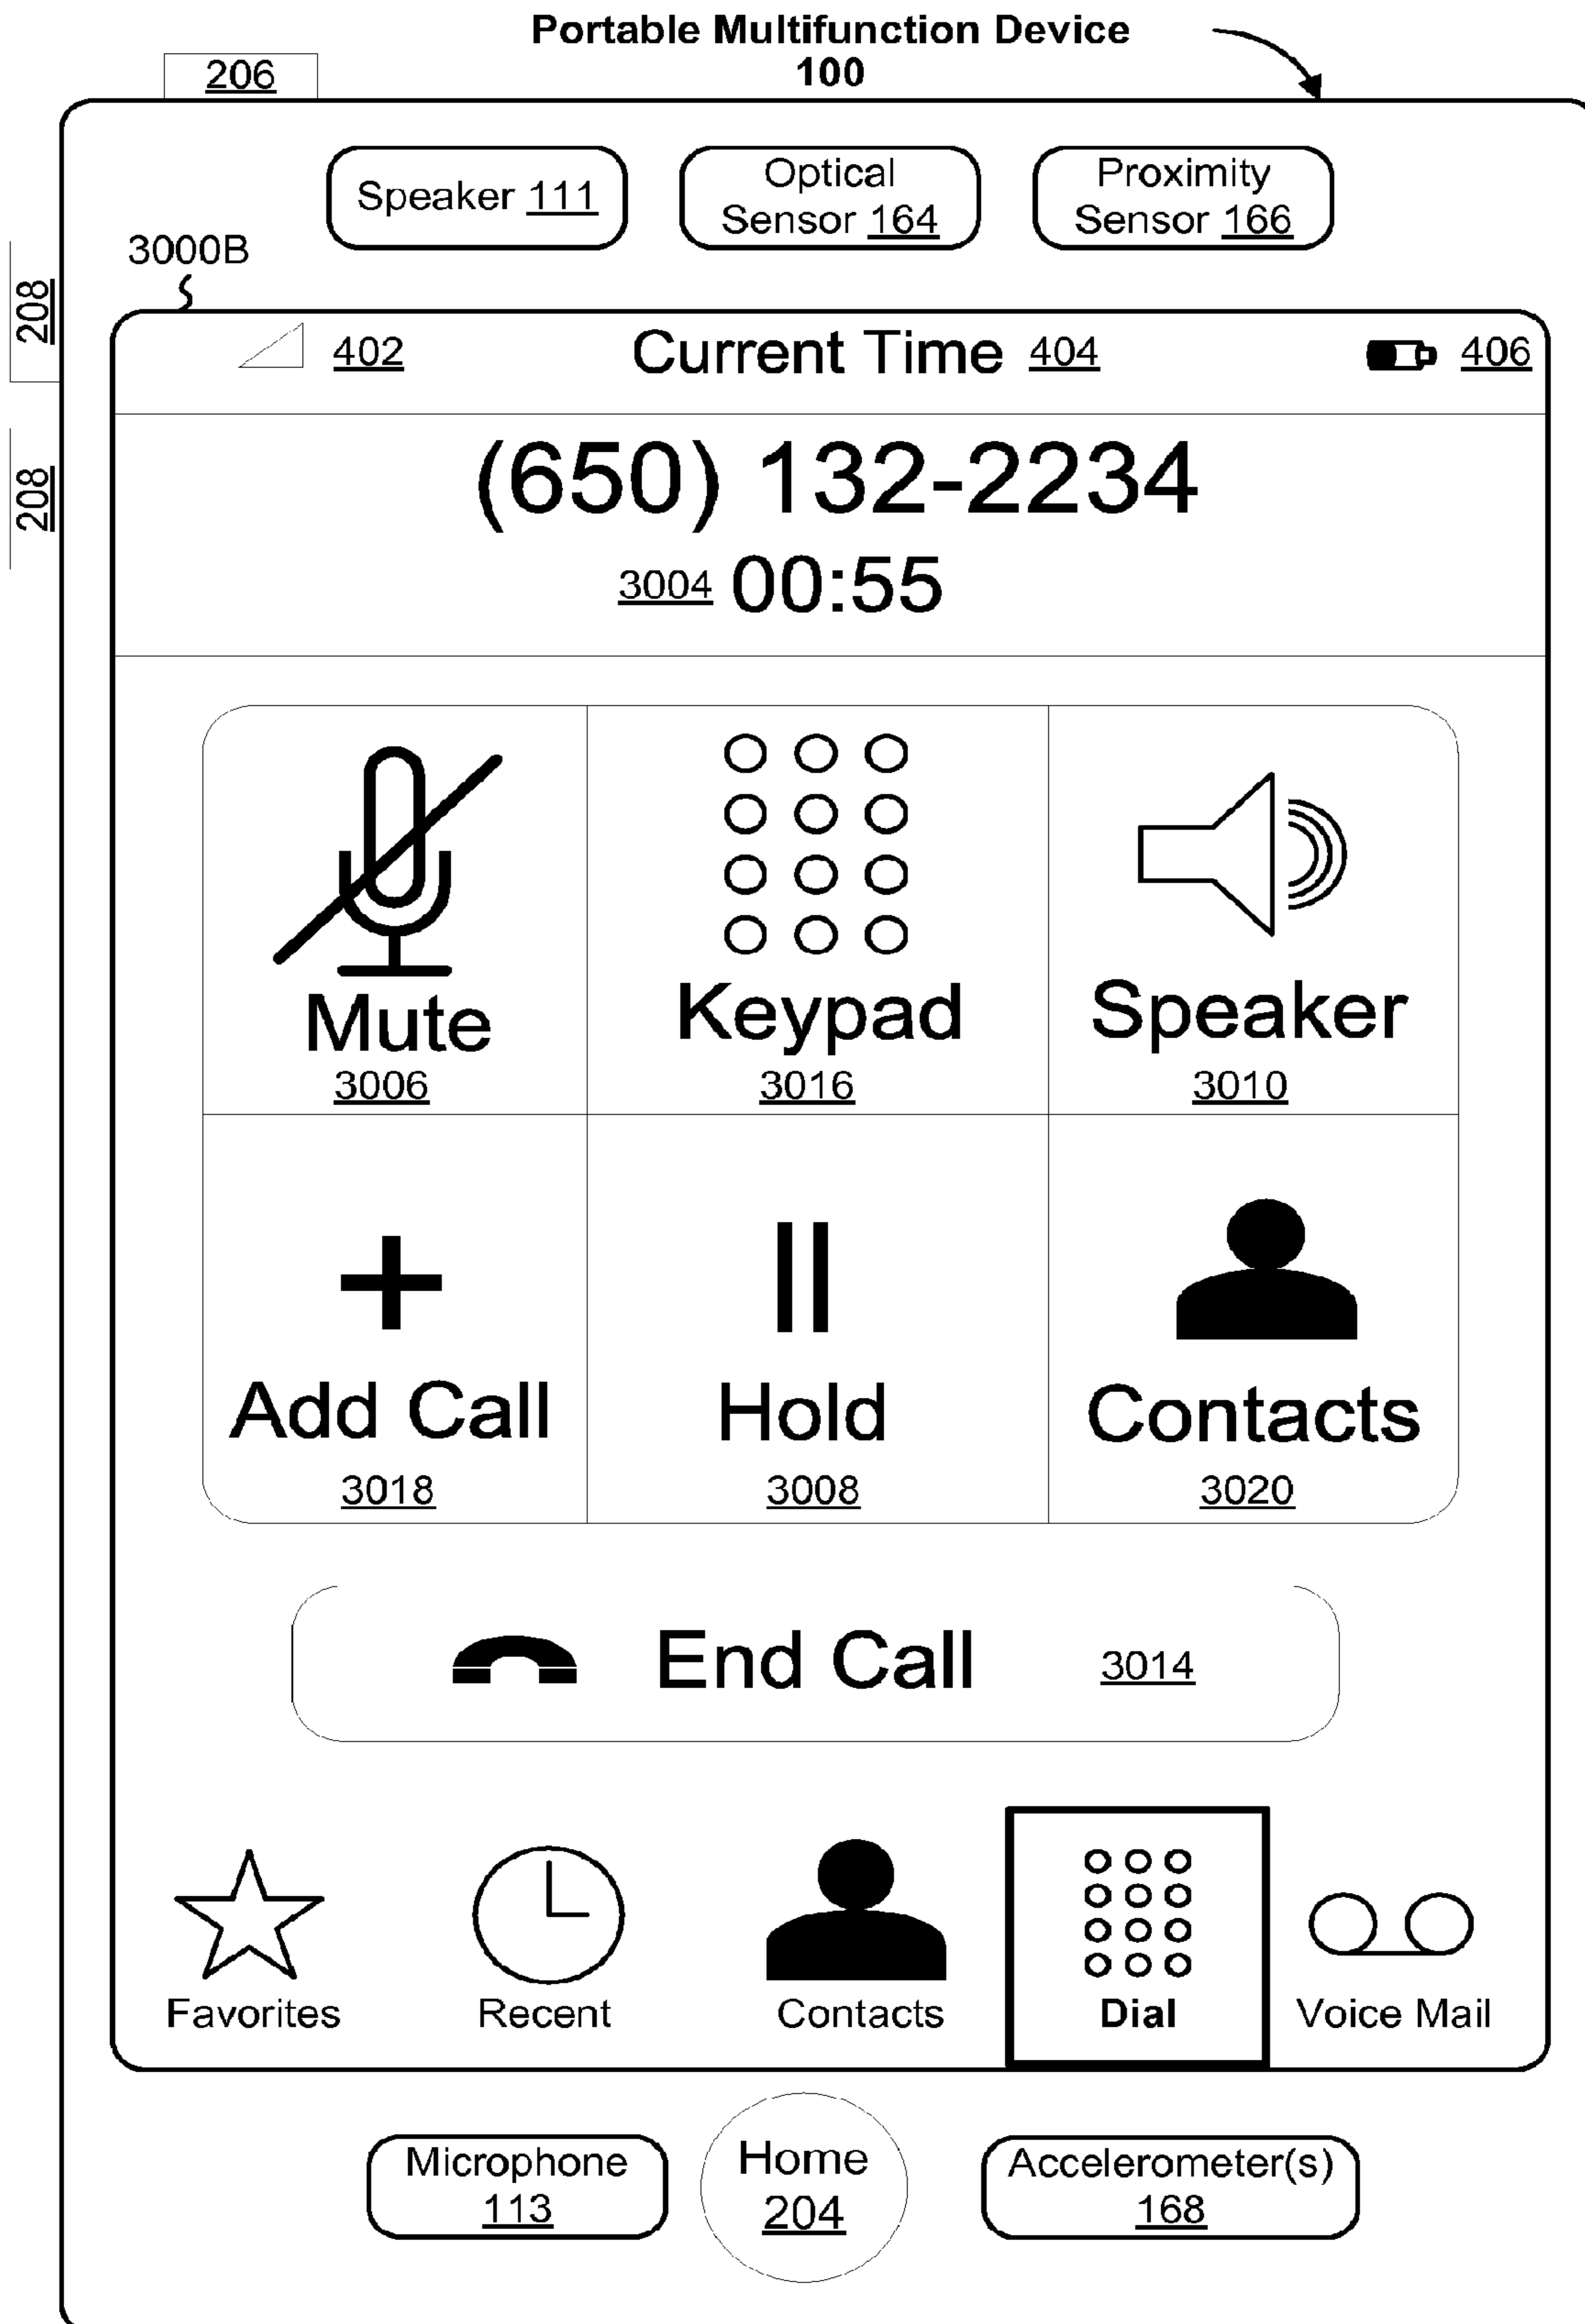 Portable Multifunction Device
100
206
Speaker 111
Optical
Sensor 164
Proximity
Sensor 166
3000B
208
208
402
Current Time 404
406
(650) 132-2234
3004 00:55
Mute
3006
Keypad
3016
Speaker
3010
Add Call
3018
Hold
3008
Contacts
3020
End Call 3014
Favorites
Recent
Contacts
Dial
Voice Mail
Microphone
113
Home
204
Accelerometer(s)
168